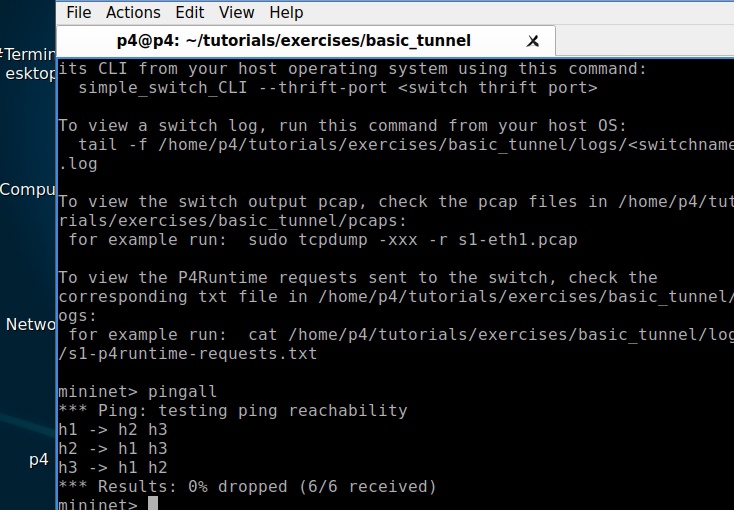 File Actions Edit View Help
p4@p4: ~/tutorials/exercises/basic_tunnel
its CLI from your host operating system using this command:
  simple_switch_CLI --thrift-port <switch thrift port>
To view a switch log, run this command from your host OS:
  tail -f /home/p4/tutorials/exercises/basic_tunnel/logs/<switchname
.log
To view the switch output pcap, check the pcap files in /home/p4/tut
rials/exercises/basic_tunnel/pcaps:
 for example run:  sudo tcpdump -xxx -r s1-eth1.pcap
To view the P4Runtime requests sent to the switch, check the
corresponding txt file in /home/p4/tutorials/exercises/basic_tunnel/
ogs:
 for example run:  cat /home/p4/tutorials/exercises/basic_tunnel/log
/s1-p4runtime-requests.txt
mininet> pingall
*** Ping: testing ping reachability
h1 -> h2 h3
h2 -> h1 h3
h3 -> h1 h2
*** Results: 0% dropped (6/6 received)
mininet>
#Termin
esktop
Compu
Netwo
p4